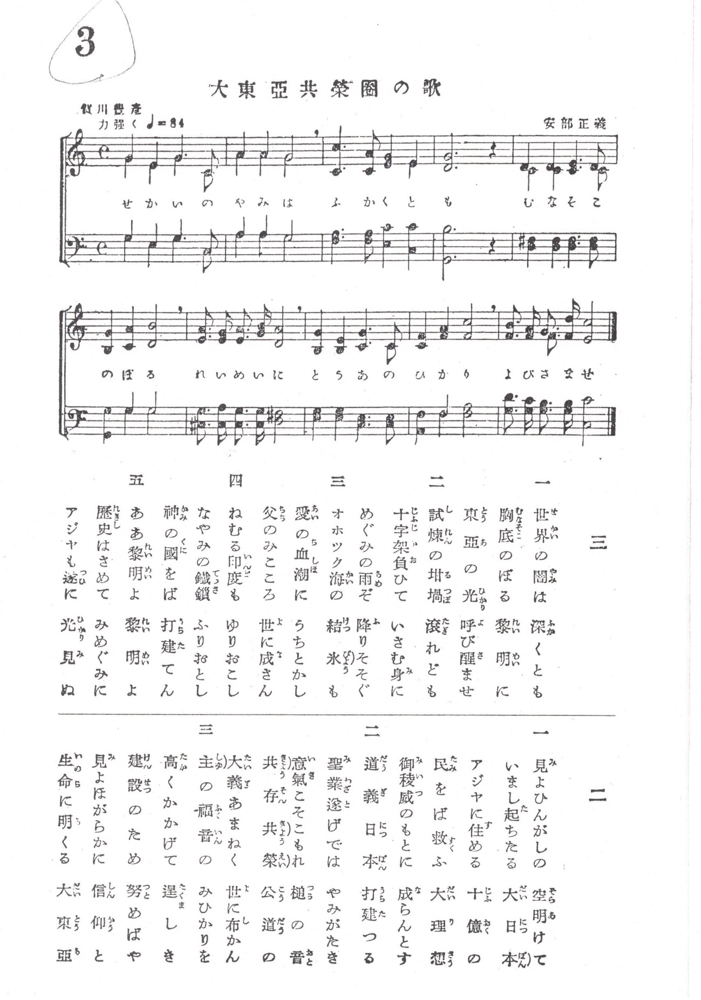 3
大東亞共榮圈の歌
賀川豊彦
力强く ♩=84
安部正義
せかいの やみは ふかくと も むなそこ
のぼる れいめいに とうあの ひかり よびさませ
三
一
世界の闇は 深くとも
胸底のぼる 黎明に
東亞の光 呼び醒ませ
二
試煉の坩堝 滾れども
十字架負ひて いさむ身に
めぐみの雨ぞ 降りそそぐ
三
オホック海の 結氷も
愛の血潮に うちとかし
父のみこころ 世に成さん
四
ねむる印度も ゆりおこし
なやみの鐵鎖 ふりおとし
神の國をば 打建てん
五
ああ黎明よ 黎明よ
歷史はさめて みめぐみに
アジヤも遂に 光見ぬ
二
一
見よひんがしの 空明けて
いまし起ちたる 大日本
アジヤに住める 十億の
民をば救ふ 大理想
御稜威のもとに 成らんとす
二
道義日本 打建つる
聖業遂げでは やみがたき
意氣こそこもれ 槌の音
共存共榮 公道の
大義あまねく 世に布かん
三
主の福音の みひかりを
高くかかげて 逞しき
建設のため 努めばや
見よほがらかに 信仰と
生命に明くる 大東亞